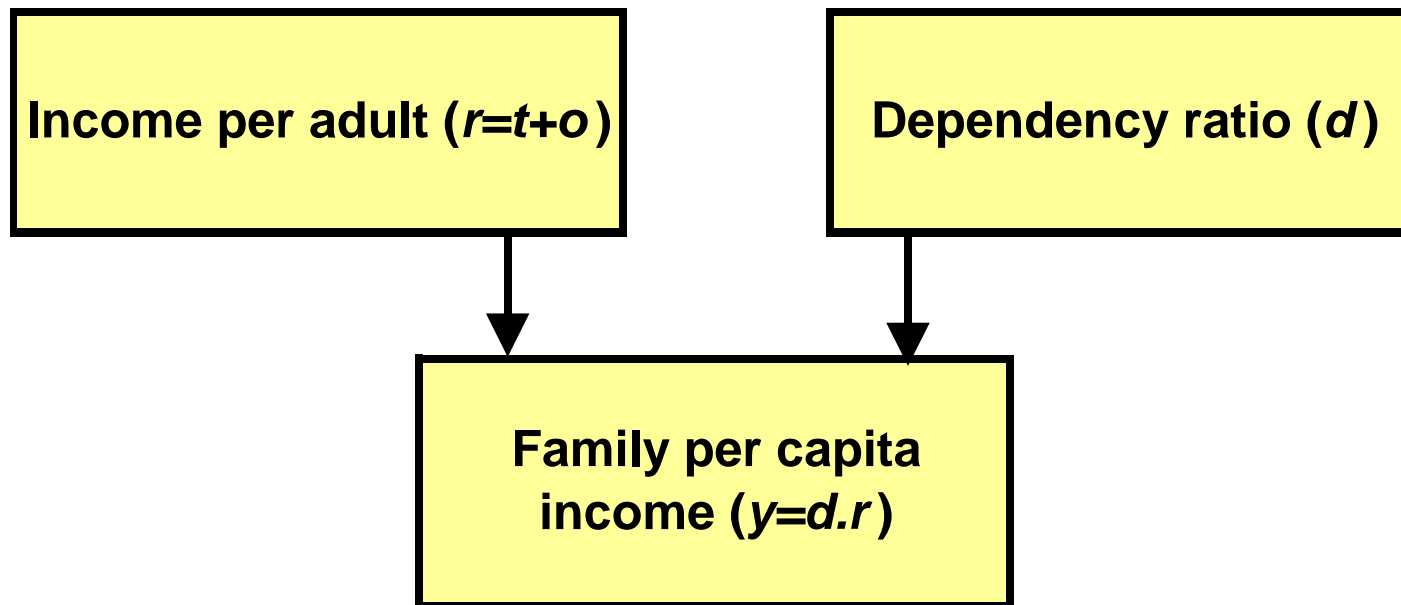 Income per adult (r=t+o)
Dependency ratio (d)
Family per capita
income (y=d.r)